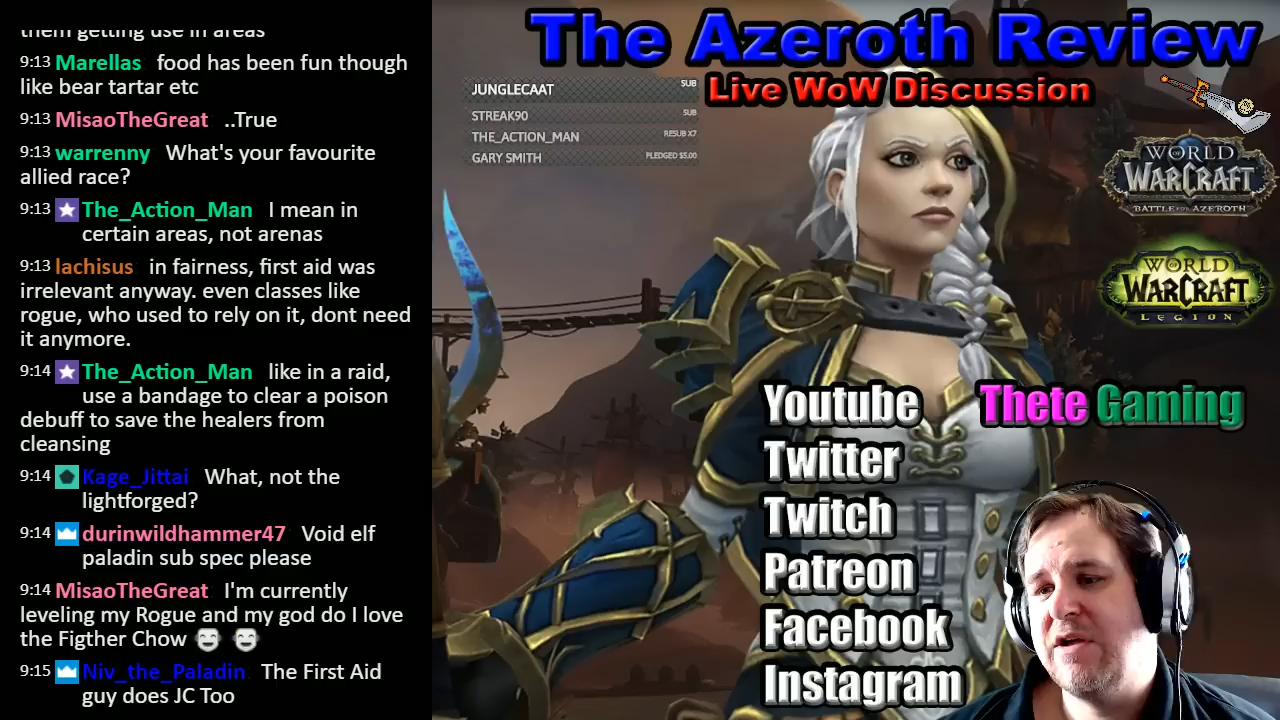 them getting use in areas
9:13 Marellas food has been fun though
like bear tartar etc
9:13 MisaoTheGreat ..True
9:13 warrenny What's your favourite
allied race?
9:13 The_Action_Man I mean in
certain areas, not arenas
9:13 lachisus in fairness, first aid was
irrelevant anyway. even classes like
rogue, who used to rely on it, dont need
it anymore.
9:14 The_Action_Man like in a raid,
use a bandage to clear a poison
debuff to save the healers from
cleansing
9:14 Kage_Jittai What, not the
lightforged?
9:14 durinwildhammer47 Void elf
paladin sub spec please
9:14 MisaoTheGreat I'm currently
leveling my Rogue and my god do I love
the Figther Chow
9:15 Niv_the_Paladin The First Aid
guy does JC Too
The Azeroth Review
Live WoW Discussion
JUNGLECAAT SUB
STREAK90 SUB
THE_ACTION_MAN RESUB X7
GARY SMITH PLEDGED $5.00
WORLD
WARCRAFT
BATTLE FOR AZEROTH
WORLD
WARCRAFT
LEGION
Youtube Thete Gaming
Twitter
Twitch
Patreon
Facebook
Instagram